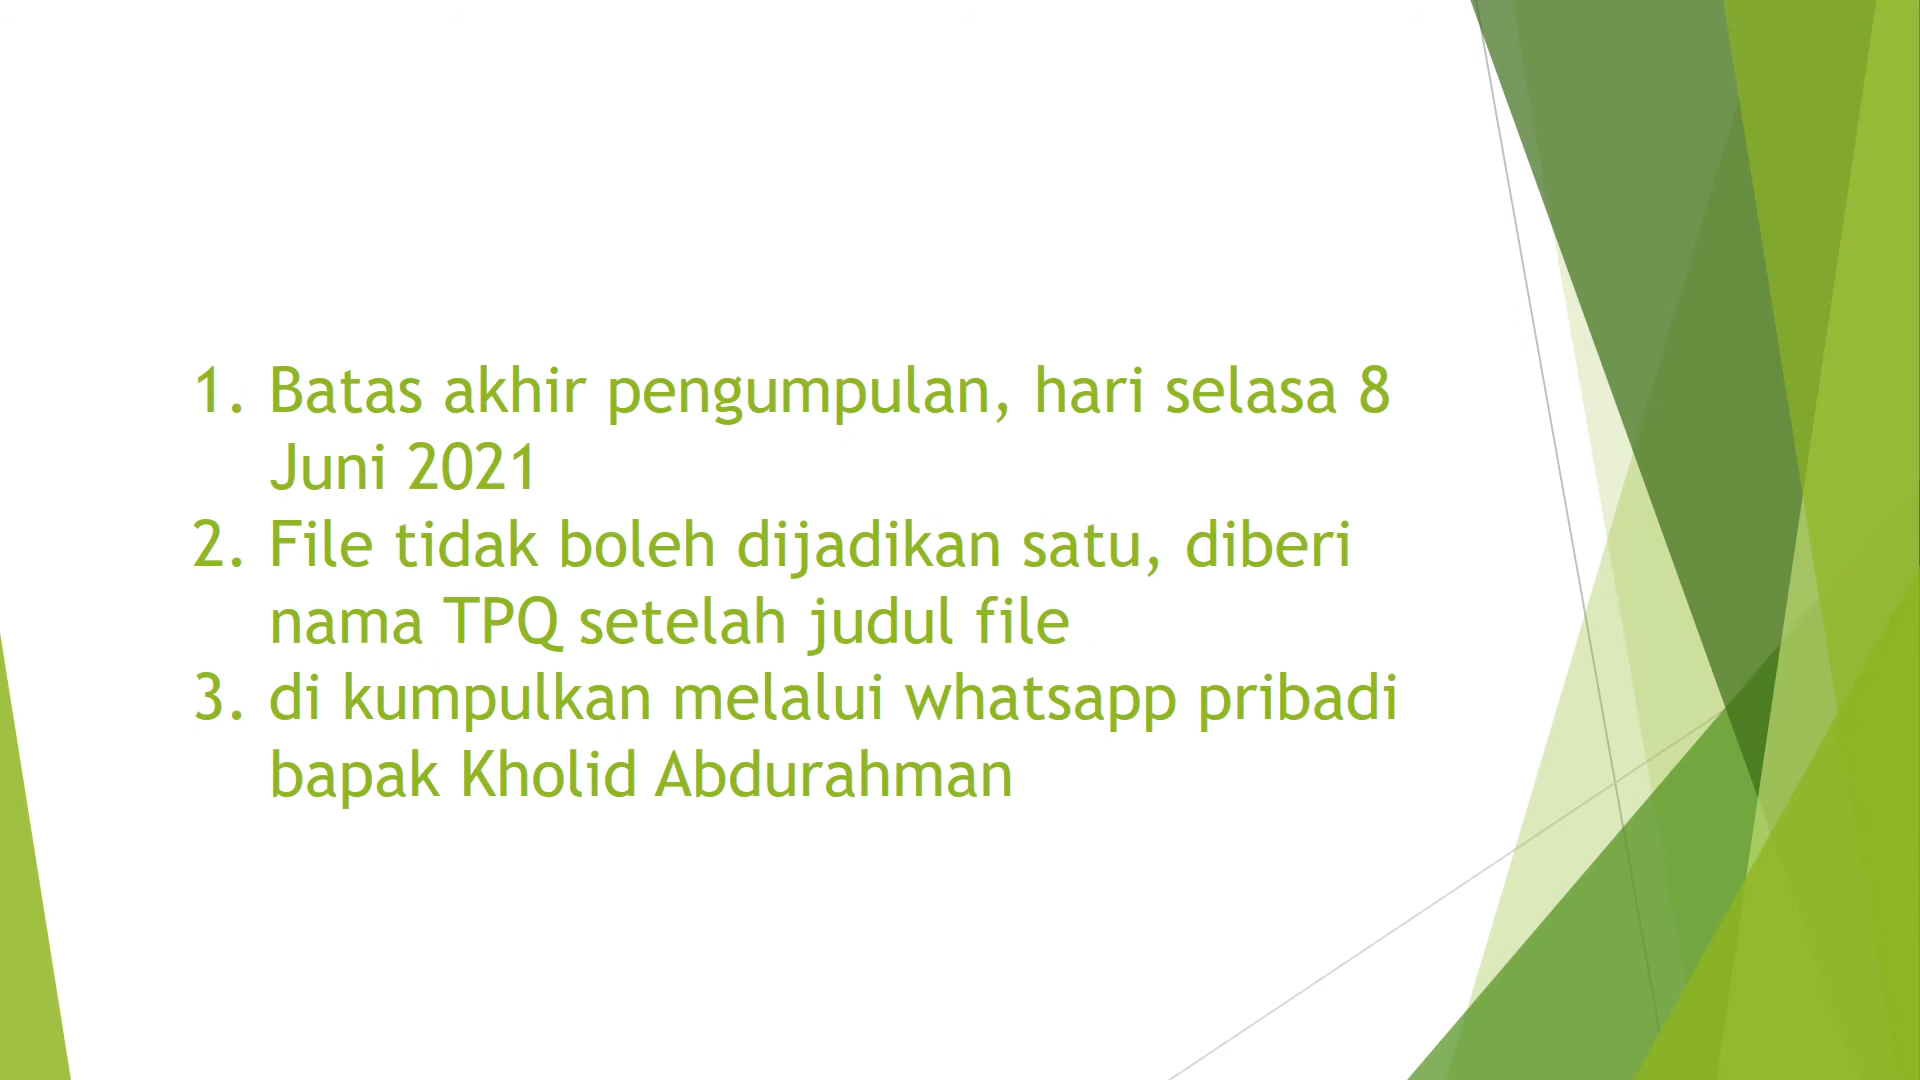 1. Batas akhir pengumpulan, hari selasa 8
Juni 2021
2. File tidak boleh dijadikan satu, diberi
nama TPQ setelah judul file
3. di kumpulkan melalui whatsapp pribadi
bapak Kholid Abdurahman